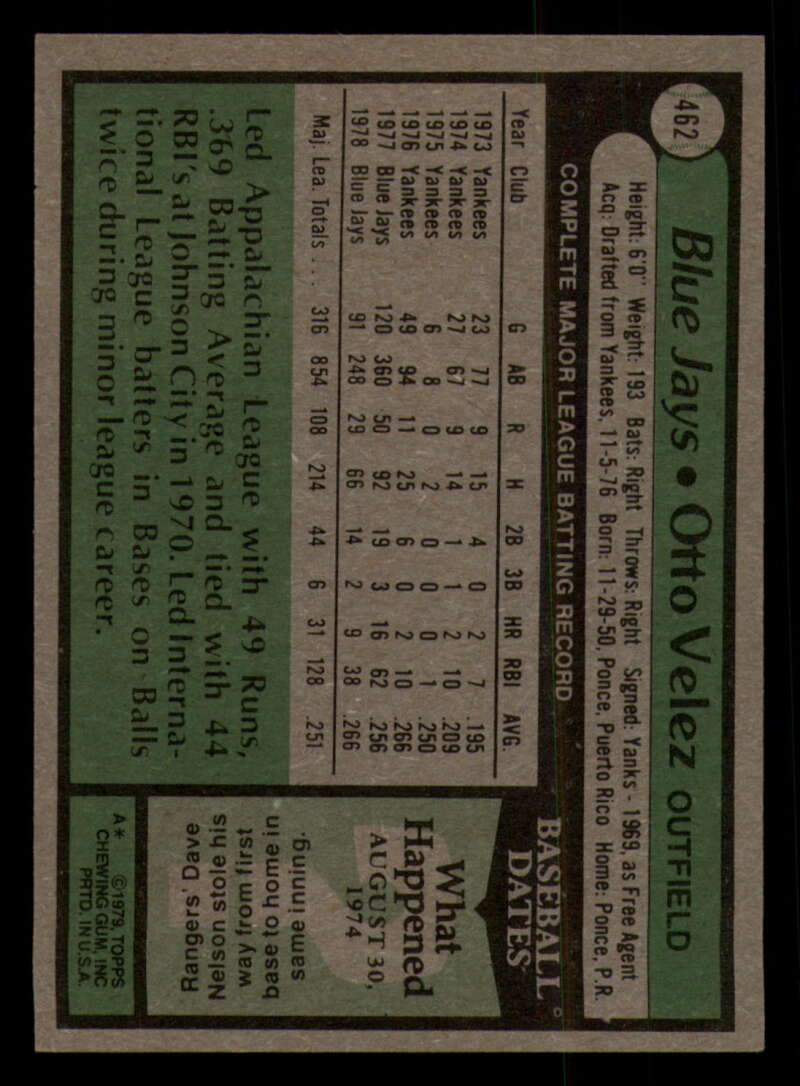 462
Blue Jays • Otto Velez OUTFIELD
Height: 6'0" Weight: 193 Bats: Right Throws: Right Signed: Yanks - 1969, as Free Agent
Acq: Drafted from Yankees, 11-5-76 Born: 11-29-50, Ponce, Puerto Rico Home: Ponce, P.R.
COMPLETE MAJOR LEAGUE BATTING RECORD
Year Club G AB R H 2B 3B HR RBI AVG.
1973 Yankees 23 77 9 15 4 0 2 7 .195
1974 Yankees 27 67 9 14 1 1 2 10 .209
1975 Yankees 6 8 0 2 0 0 0 1 .250
1976 Yankees 49 94 11 25 6 0 2 10 .266
1977 Blue Jays 120 360 50 92 19 3 16 62 .256
1978 Blue Jays 91 248 29 66 14 2 9 38 .266
Maj. Lea. Totals . . . 316 854 108 214 44 6 31 128 .251
Led Appalachian League with 49 Runs,
.369 Batting Average and tied with 44
RBI's at Johnson City in 1970. Led Interna-
tional League batters in Bases on Balls
twice during minor league career.
BASEBALL
DATES
©
What
Happened
AUGUST 30,
1974
Rangers' Dave
Nelson stole his
way from first
base to home in
same inning.
A* ©1979, TOPPS
CHEWING GUM, INC
PRTD. IN U.S.A.